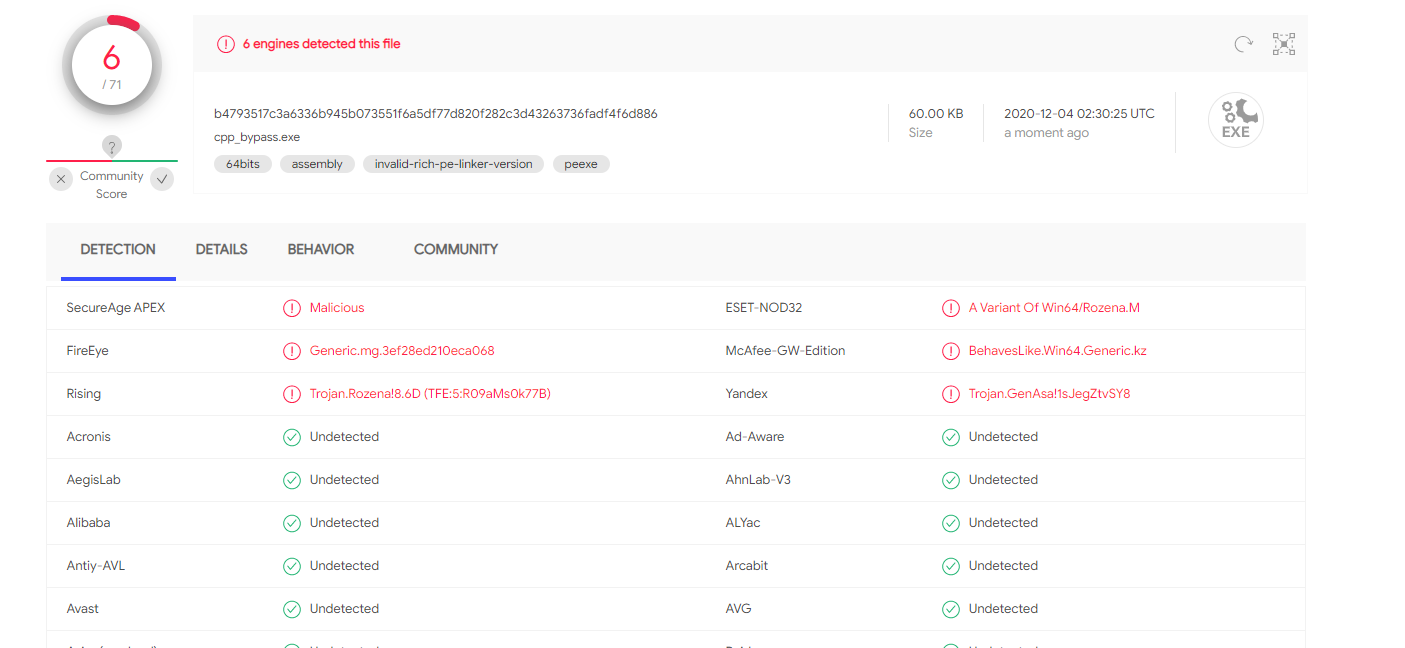 6
/ 71
?
Community
Score
6 engines detected this file
b4793517c3a6336b945b073551f6a5df77d820f282c3d43263736fadf4f6d886
cpp_bypass.exe
64bits assembly invalid-rich-pe-linker-version peexe
60.00 KB
Size
2020-12-04 02:30:25 UTC
a moment ago
EXE
DETECTION DETAILS BEHAVIOR COMMUNITY
SecureAge APEX Malicious ESET-NOD32 A Variant Of Win64/Rozena.M
FireEye Generic.mg.3ef28ed210eca068 McAfee-GW-Edition BehavesLike.Win64.Generic.kz
Rising Trojan.Rozena!8.6D (TFE:5:R09aMs0k77B) Yandex Trojan.GenAsa!1sJegZtvSY8
Acronis Undetected Ad-Aware Undetected
AegisLab Undetected AhnLab-V3 Undetected
Alibaba Undetected ALYac Undetected
Antiy-AVL Undetected Arcabit Undetected
Avast Undetected AVG Undetected